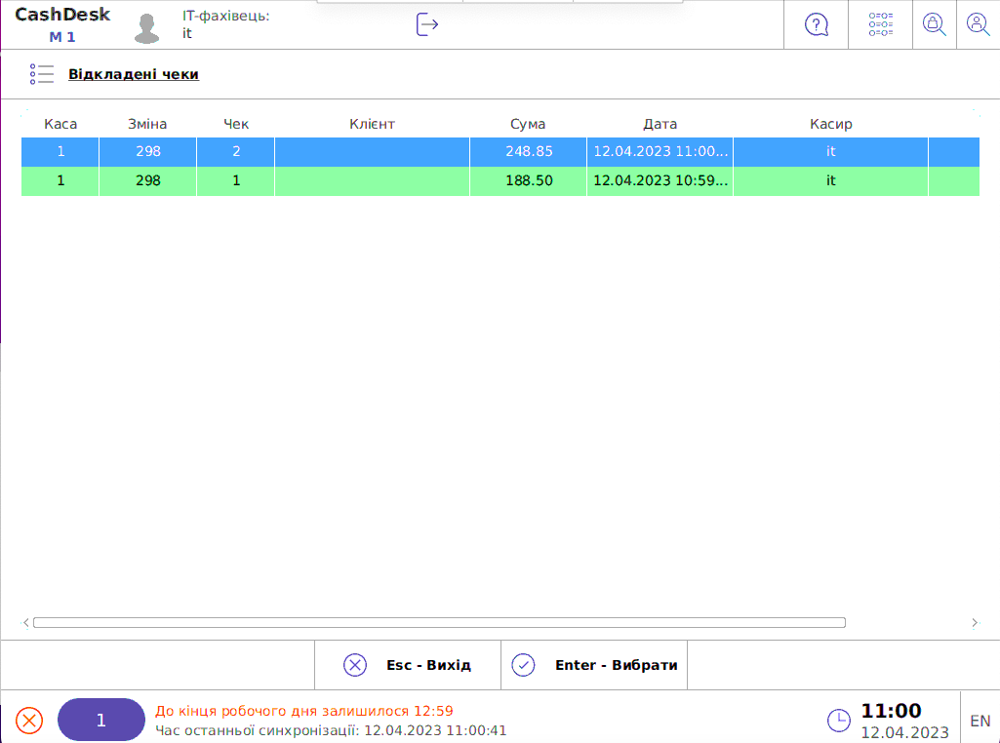 CashDesk
М 1
ІТ-фахівець:
it
Відкладені чеки
Каса Зміна Чек Клієнт Сума Дата Касир
1 298 2 248.85 12.04.2023 11:00... it
1 298 1 188.50 12.04.2023 10:59... it
Esc - Вихід Enter - Вибрати
1
До кінця робочого дня залишилося 12:59
Час останньої синхронізації: 12.04.2023 11:00:41
11:00
12.04.2023
EN